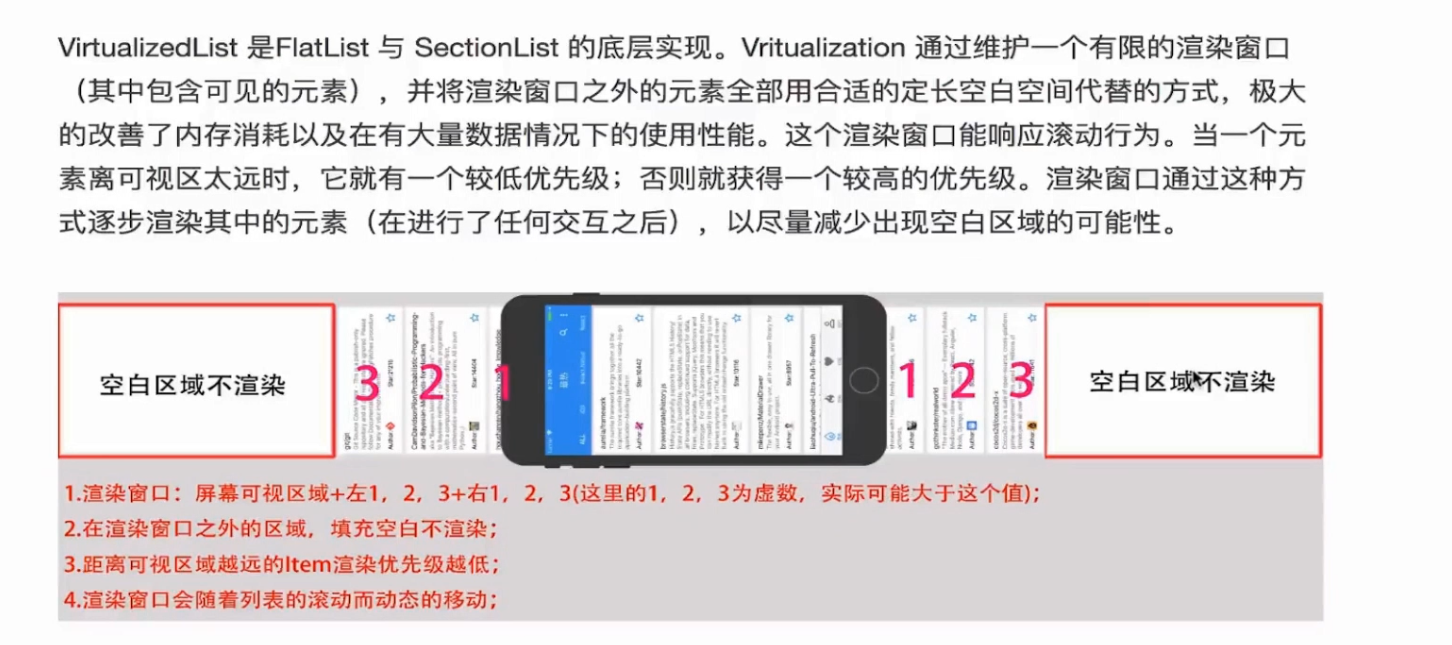 VirtualizedList 是FlatList 与 SectionList 的底层实现。Vritualization 通过维护一个有限的渲染窗口
（其中包含可见的元素），并将渲染窗口之外的元素全部用合适的定长空白空间代替的方式，极大
的改善了内存消耗以及在有大量数据情况下的使用性能。这个渲染窗口能响应滚动行为。当一个元
素离可视区太远时，它就有一个较低优先级；否则就获得一个较高的优先级。渲染窗口通过这种方
式逐步渲染其中的元素（在进行了任何交互之后），以尽量减少出现空白区域的可能性。
空白区域不渲染
3 2 1
1 2 3
空白区域不渲染
1.渲染窗口：屏幕可视区域+左1，2，3+右1，2，3(这里的1，2，3为虚数，实际可能大于这个值)；
2.在渲染窗口之外的区域，填充空白不渲染；
3.距离可视区域越远的Item渲染优先级越低；
4.渲染窗口会随着列表的滚动而动态的移动；